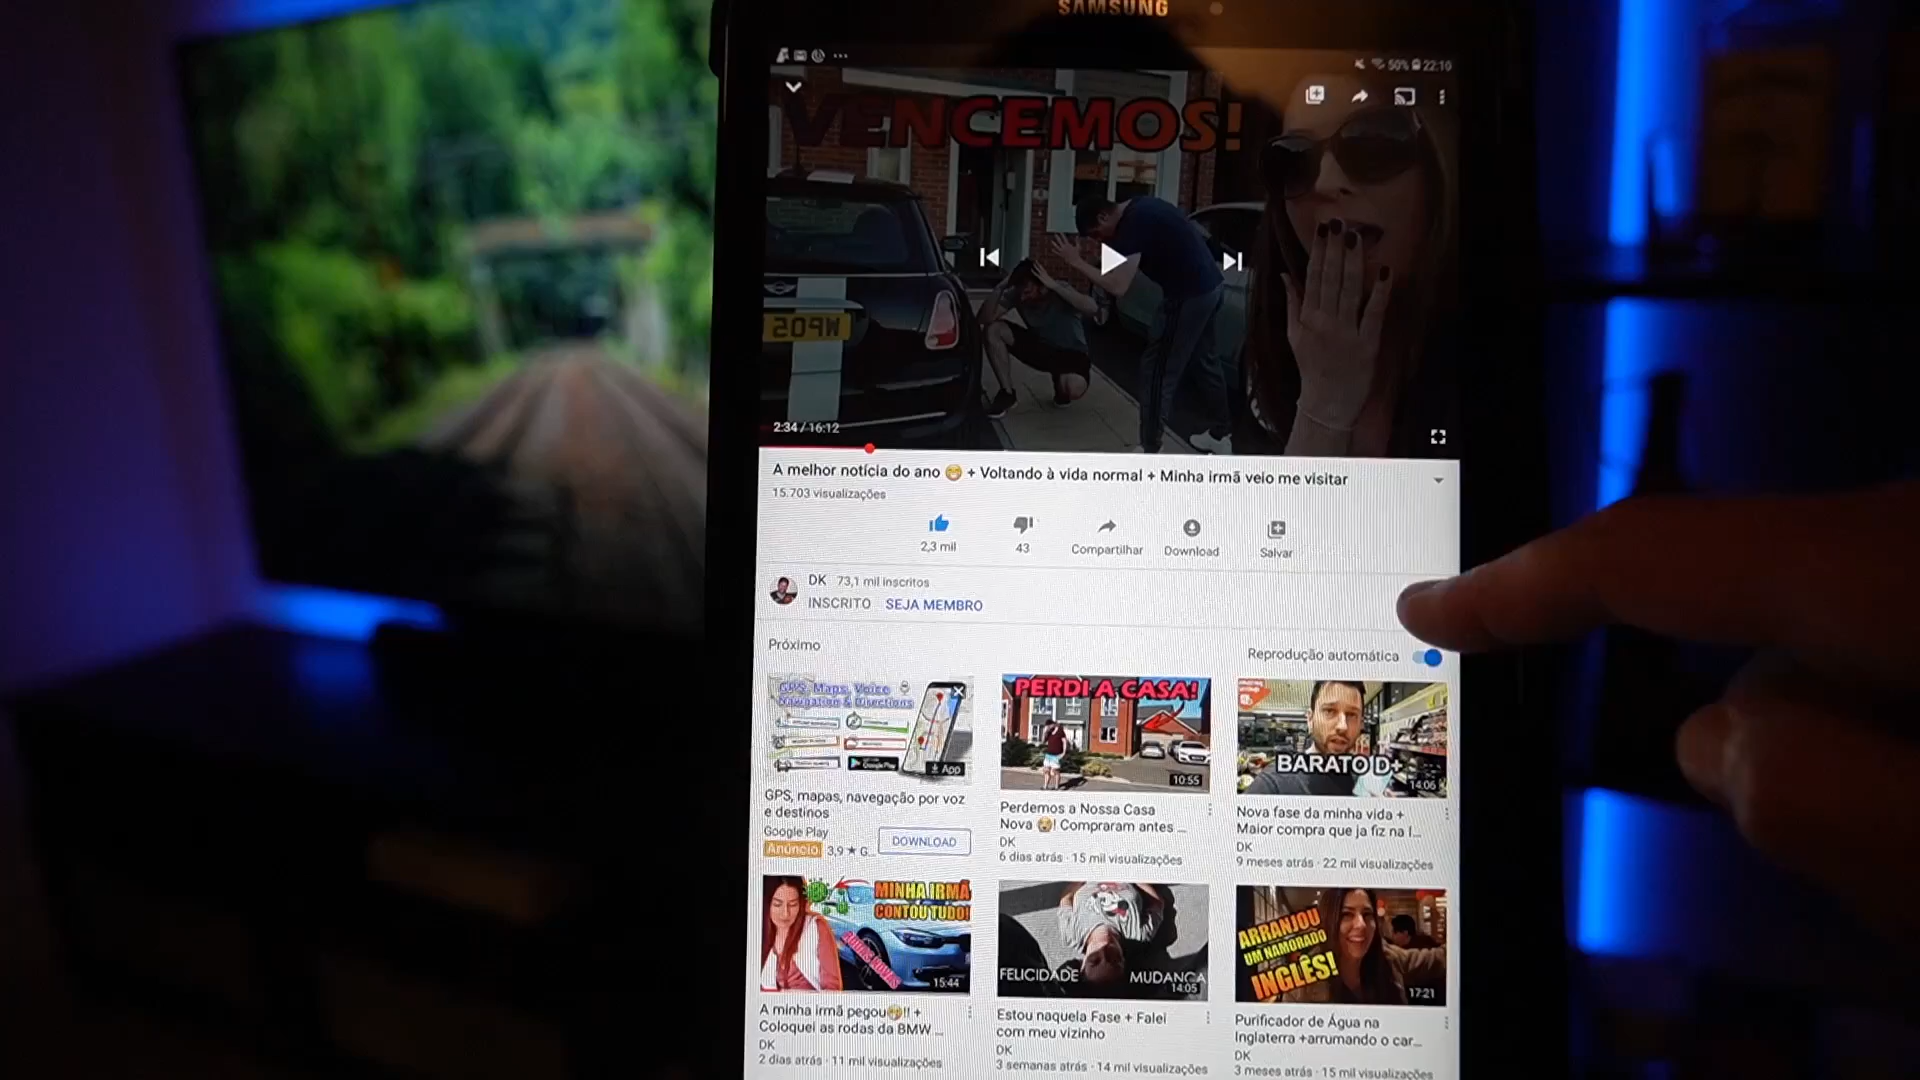 SAMSUNG
50% 22:10
VENCEMOS!
WP05
2:34 / 16:12
A melhor notícia do ano 😁 + Voltando à vida normal + Minha irmã veio me visitar
15.703 visualizações
2,3 mil
43
Compartilhar
Download
Salvar
DK 73,1 mil inscritos
INSCRITO SEJA MEMBRO
Próximo
Reprodução automática
GPS, Maps, Voice
Navigation & Directions
Google Play
App
GPS, mapas, navegação por voz
e destinos
Google Play
Anúncio 3,9 ★ G...
DOWNLOAD
PERDI A CASA!
10:55
Perdemos a Nossa Casa
Nova 😭! Compraram antes ...
DK
6 dias atrás · 15 mil visualizações
BARATO D+
14:06
Nova fase da minha vida +
Maior compra que ja fiz na I...
DK
9 meses atrás · 22 mil visualizações
MINHA IRMÃ
CONTOU TUDO!
RODAS NOVAS
15:44
A minha irmã pegou🤭!! +
Coloquei as rodas da BMW ...
DK
2 dias atrás · 11 mil visualizações
FELICIDADE MUDANÇA
14:05
Estou naquela Fase + Falei
com meu vizinho
DK
3 semanas atrás · 14 mil visualizações
ARRANJOU
UM NAMORADO
INGLÊS!
17:21
Purificador de Água na
Inglaterra +arrumando o car...
DK
3 meses atrás · 15 mil visualizações